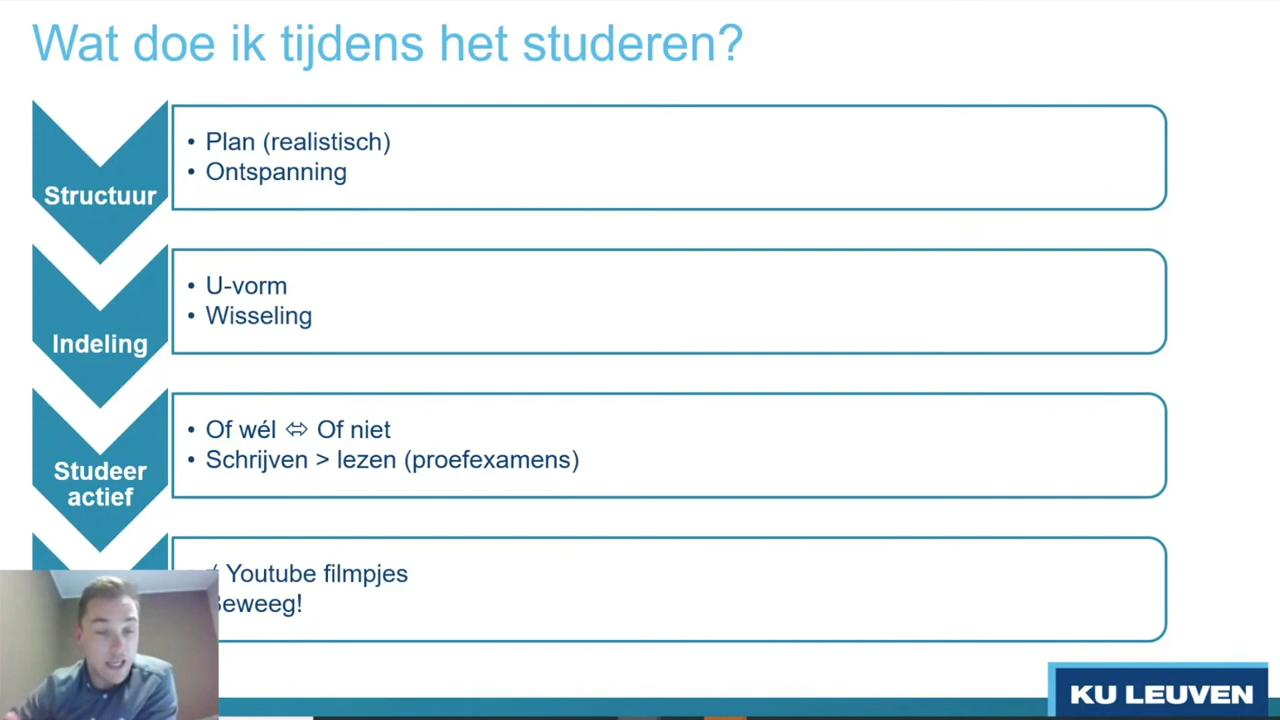 Wat doe ik tijdens het studeren?
Structuur
• Plan (realistisch)
• Ontspanning
Indeling
• U-vorm
• Wisseling
Studeer
actief
• Of wél ⬄ Of niet
• Schrijven > lezen (proefexamens)
Youtube filmpjes
Beweeg!
KU LEUVEN